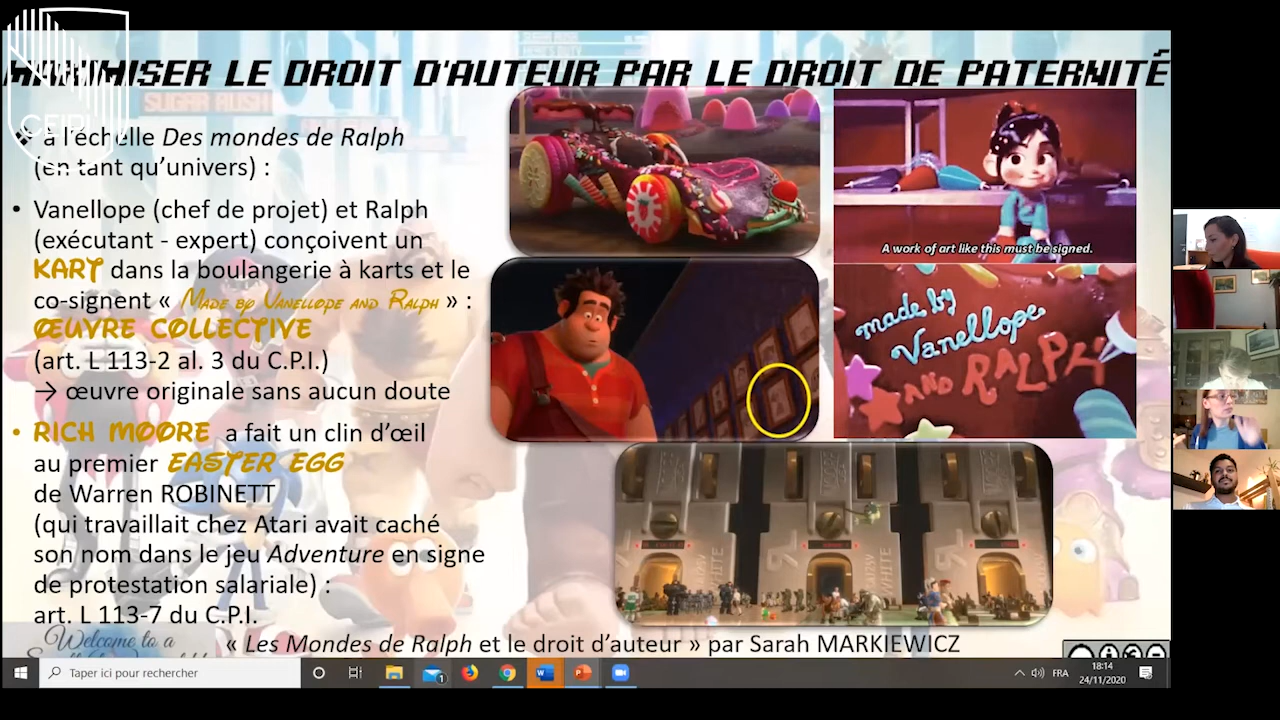 MAXIMISER LE DROIT D'AUTEUR PAR LE DROIT DE PATERNITÉ
CEIPI
à l'échelle Des mondes de Ralph
(en tant qu'univers) :
• Vanellope (chef de projet) et Ralph
(exécutant - expert) conçoivent un
KART dans la boulangerie à karts et le
co-signent « Made by Vanellope and Ralph » :
ŒUVRE COLLECTIVE
(art. L 113-2 al. 3 du C.P.I.)
→ œuvre originale sans aucun doute
• RICH MOORE a fait un clin d'œil
au premier EASTER EGG
de Warren ROBINETT
(qui travaillait chez Atari avait caché
son nom dans le jeu Adventure en signe
de protestation salariale) :
art. L 113-7 du C.P.I.
SUGAR RUSH
A work of art like this must be signed.
made by
Vanellope
AND RALPH
WHITE
WHITE
Welcome to a
« Les Mondes de Ralph et le droit d'auteur » par Sarah MARKIEWICZ
Taper ici pour rechercher
1
FRA
18:14
24/11/2020